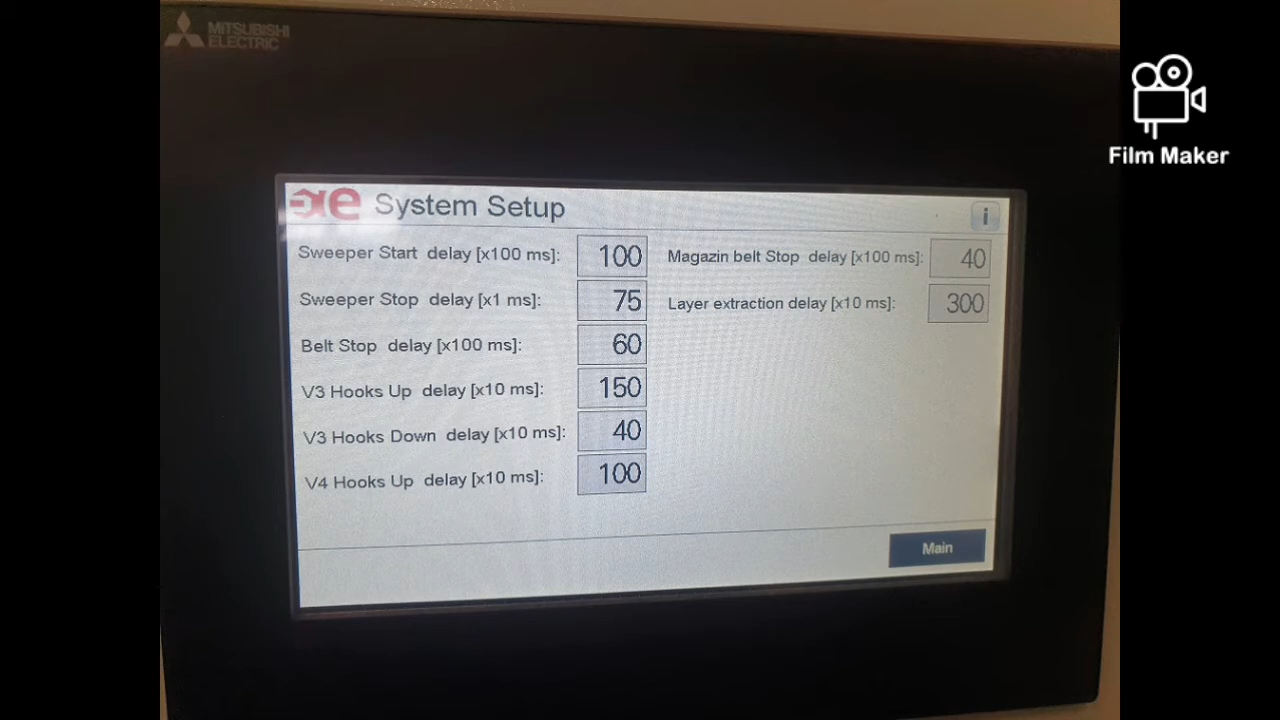 MITSUBISHI
ELECTRIC
Film Maker
System Setup
i
Sweeper Start delay [x100 ms]: 100
Magazin belt Stop delay [x100 ms]: 40
Sweeper Stop delay [x1 ms]: 75
Layer extraction delay [x10 ms]: 300
Belt Stop delay [x100 ms]: 60
V3 Hooks Up delay [x10 ms]: 150
V3 Hooks Down delay [x10 ms]: 40
V4 Hooks Up delay [x10 ms]: 100
Main